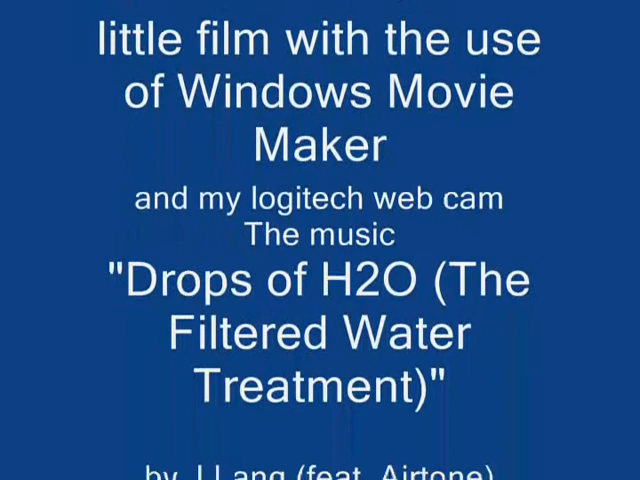 little film with the use
of Windows Movie
Maker
and my logitech web cam
The music
"Drops of H2O (The
Filtered Water
Treatment)"
by J.Lang (feat. Airtone)